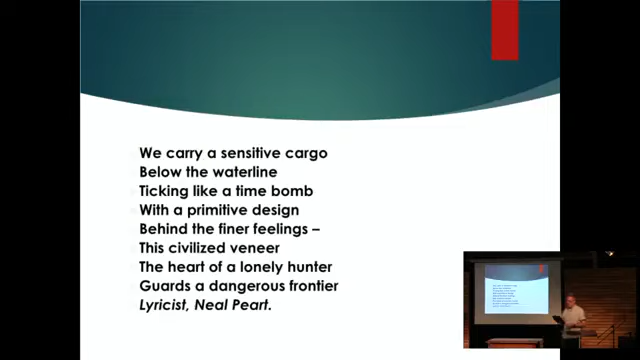 We carry a sensitive cargo
Below the waterline
Ticking like a time bomb
With a primitive design
Behind the finer feelings –
This civilized veneer
The heart of a lonely hunter
Guards a dangerous frontier
Lyricist, Neal Peart.